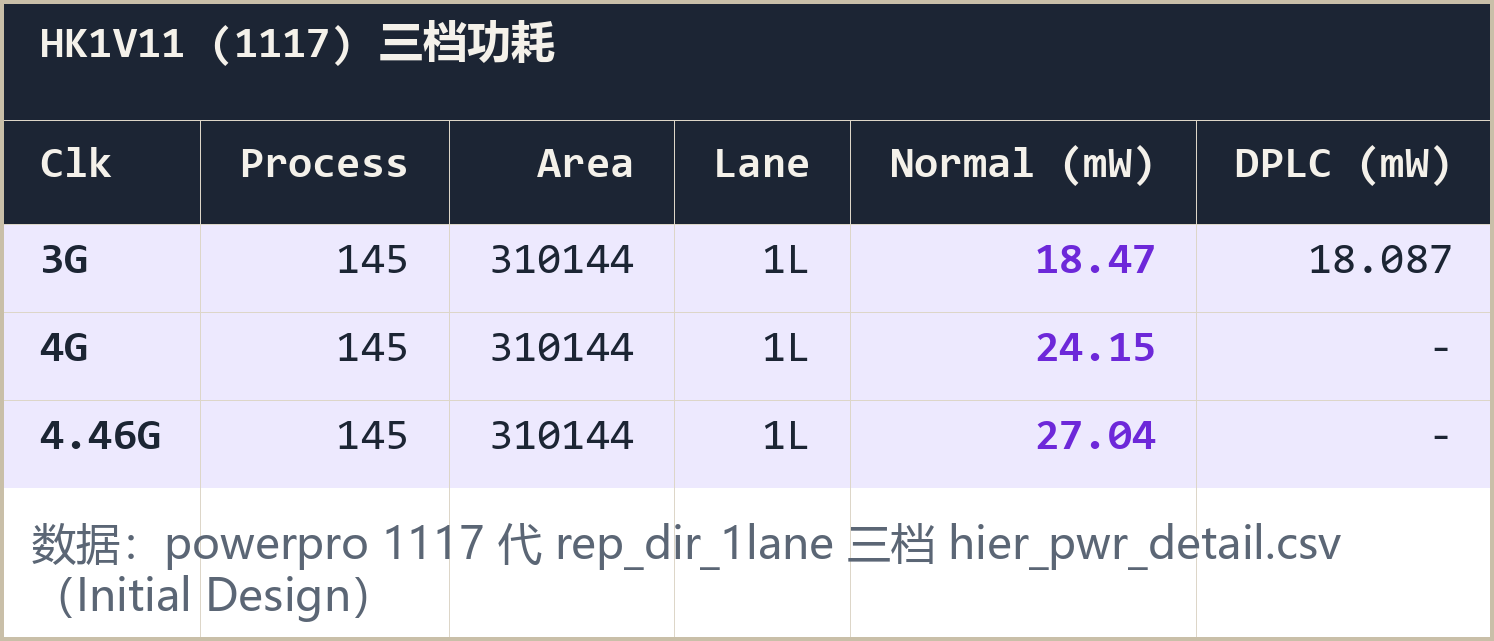 HK1V11 (1117) 三档功耗
Clk Process Area Lane Normal (mW) DPLC (mW)
3G 145 310144 1L 18.47 18.087
4G 145 310144 1L 24.15 -
4.46G 145 310144 1L 27.04 -
数据：powerpro 1117 代 rep_dir_1lane 三档 hier_pwr_detail.csv
（Initial Design）